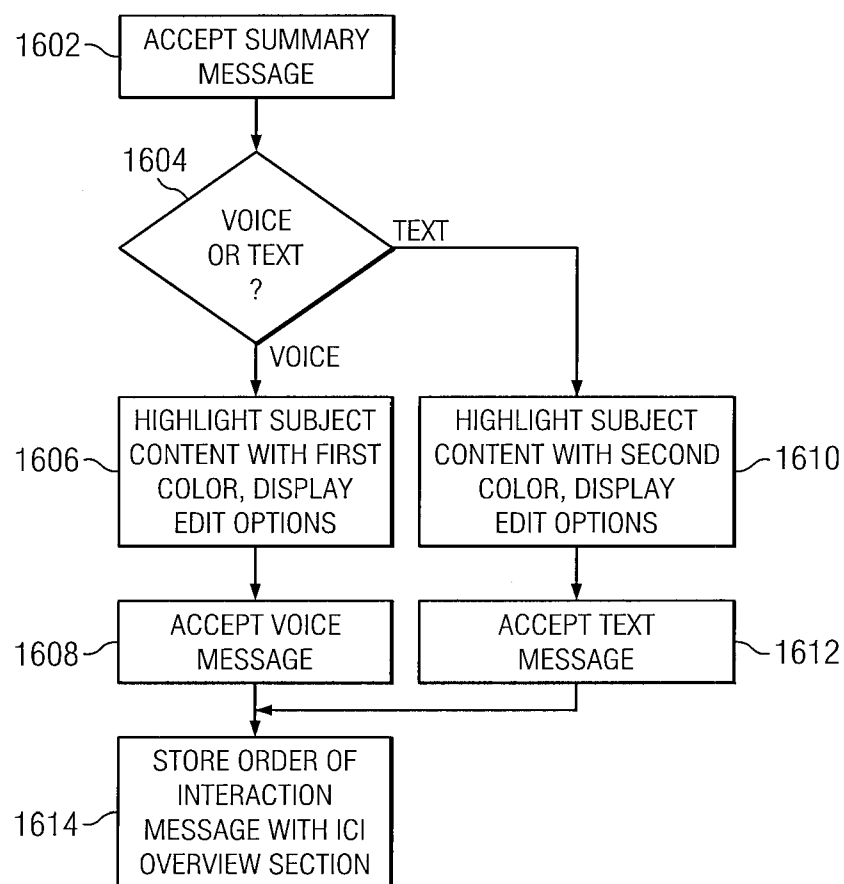 1602
ACCEPT SUMMARY
MESSAGE
1604
VOICE
OR TEXT
?
TEXT
VOICE
1606
HIGHLIGHT SUBJECT
CONTENT WITH FIRST
COLOR, DISPLAY
EDIT OPTIONS
HIGHLIGHT SUBJECT
CONTENT WITH SECOND
COLOR, DISPLAY
EDIT OPTIONS
1610
1608
ACCEPT VOICE
MESSAGE
ACCEPT TEXT
MESSAGE
1612
1614
STORE ORDER OF
INTERACTION
MESSAGE WITH ICI
OVERVIEW SECTION